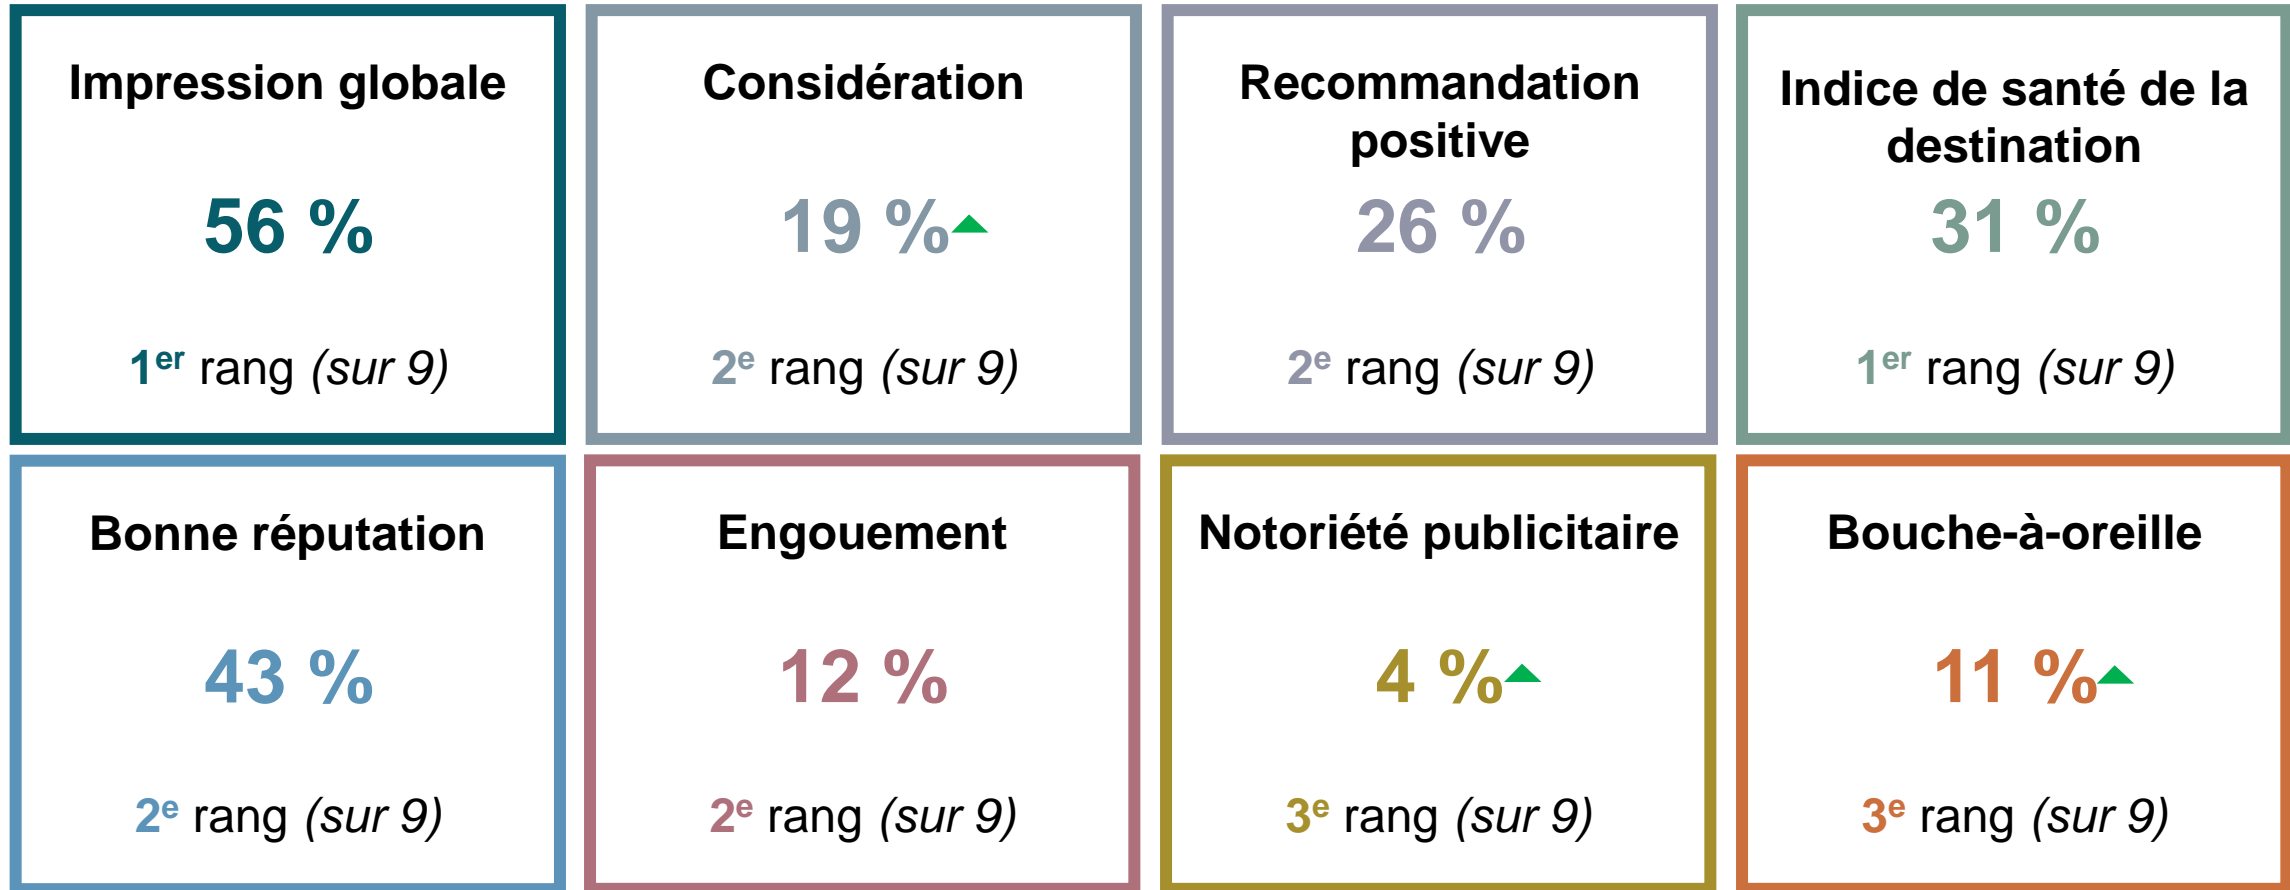 Impression globale
56 %
1er rang (sur 9)
Considération
19 %
2e rang (sur 9)
Recommandation
positive
26 %
2e rang (sur 9)
Indice de santé de la
destination
31 %
1er rang (sur 9)
Bonne réputation
43 %
2e rang (sur 9)
Engouement
12 %
2e rang (sur 9)
Notoriété publicitaire
4 %
3e rang (sur 9)
Bouche-à-oreille
11 %
3e rang (sur 9)